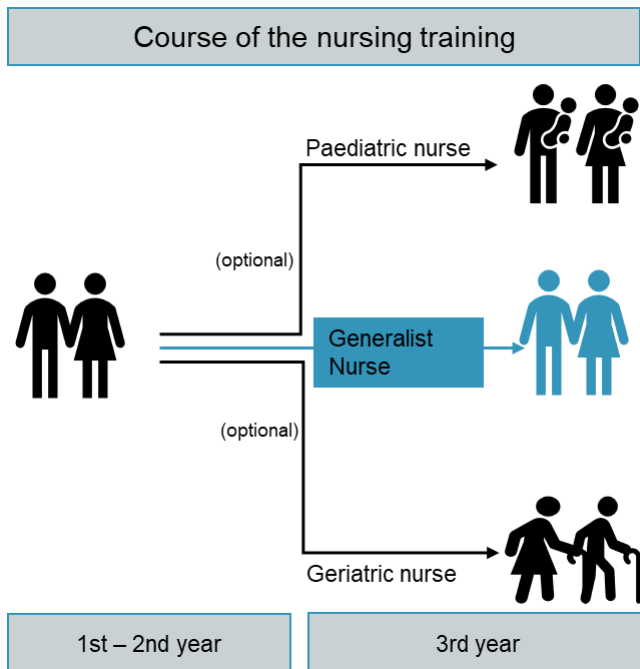 Course of the nursing training
Paediatric nurse
(optional)
Generalist
Nurse
(optional)
Geriatric nurse
1st – 2nd year
3rd year